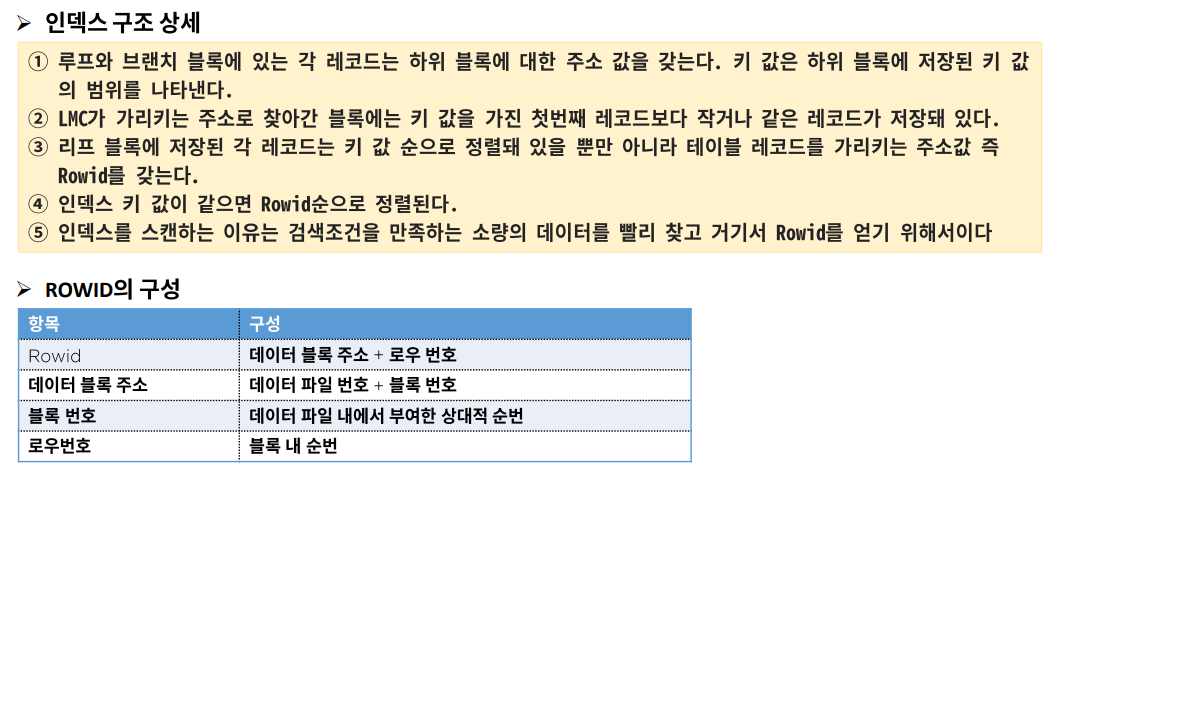 ➢ 인덱스 구조 상세
① 루프와 브랜치 블록에 있는 각 레코드는 하위 블록에 대한 주소 값을 갖는다. 키 값은 하위 블록에 저장된 키 값
의 범위를 나타낸다.
② LMC가 가리키는 주소로 찾아간 블록에는 키 값을 가진 첫번째 레코드보다 작거나 같은 레코드가 저장돼 있다.
③ 리프 블록에 저장된 각 레코드는 키 값 순으로 정렬돼 있을 뿐만 아니라 테이블 레코드를 가리키는 주소값 즉
Rowid를 갖는다.
④ 인덱스 키 값이 같으면 Rowid순으로 정렬된다.
⑤ 인덱스를 스캔하는 이유는 검색조건을 만족하는 소량의 데이터를 빨리 찾고 거기서 Rowid를 얻기 위해서이다
➢ ROWID의 구성
항목 구성
Rowid 데이터 블록 주소 + 로우 번호
데이터 블록 주소 데이터 파일 번호 + 블록 번호
블록 번호 데이터 파일 내에서 부여한 상대적 순번
로우번호 블록 내 순번